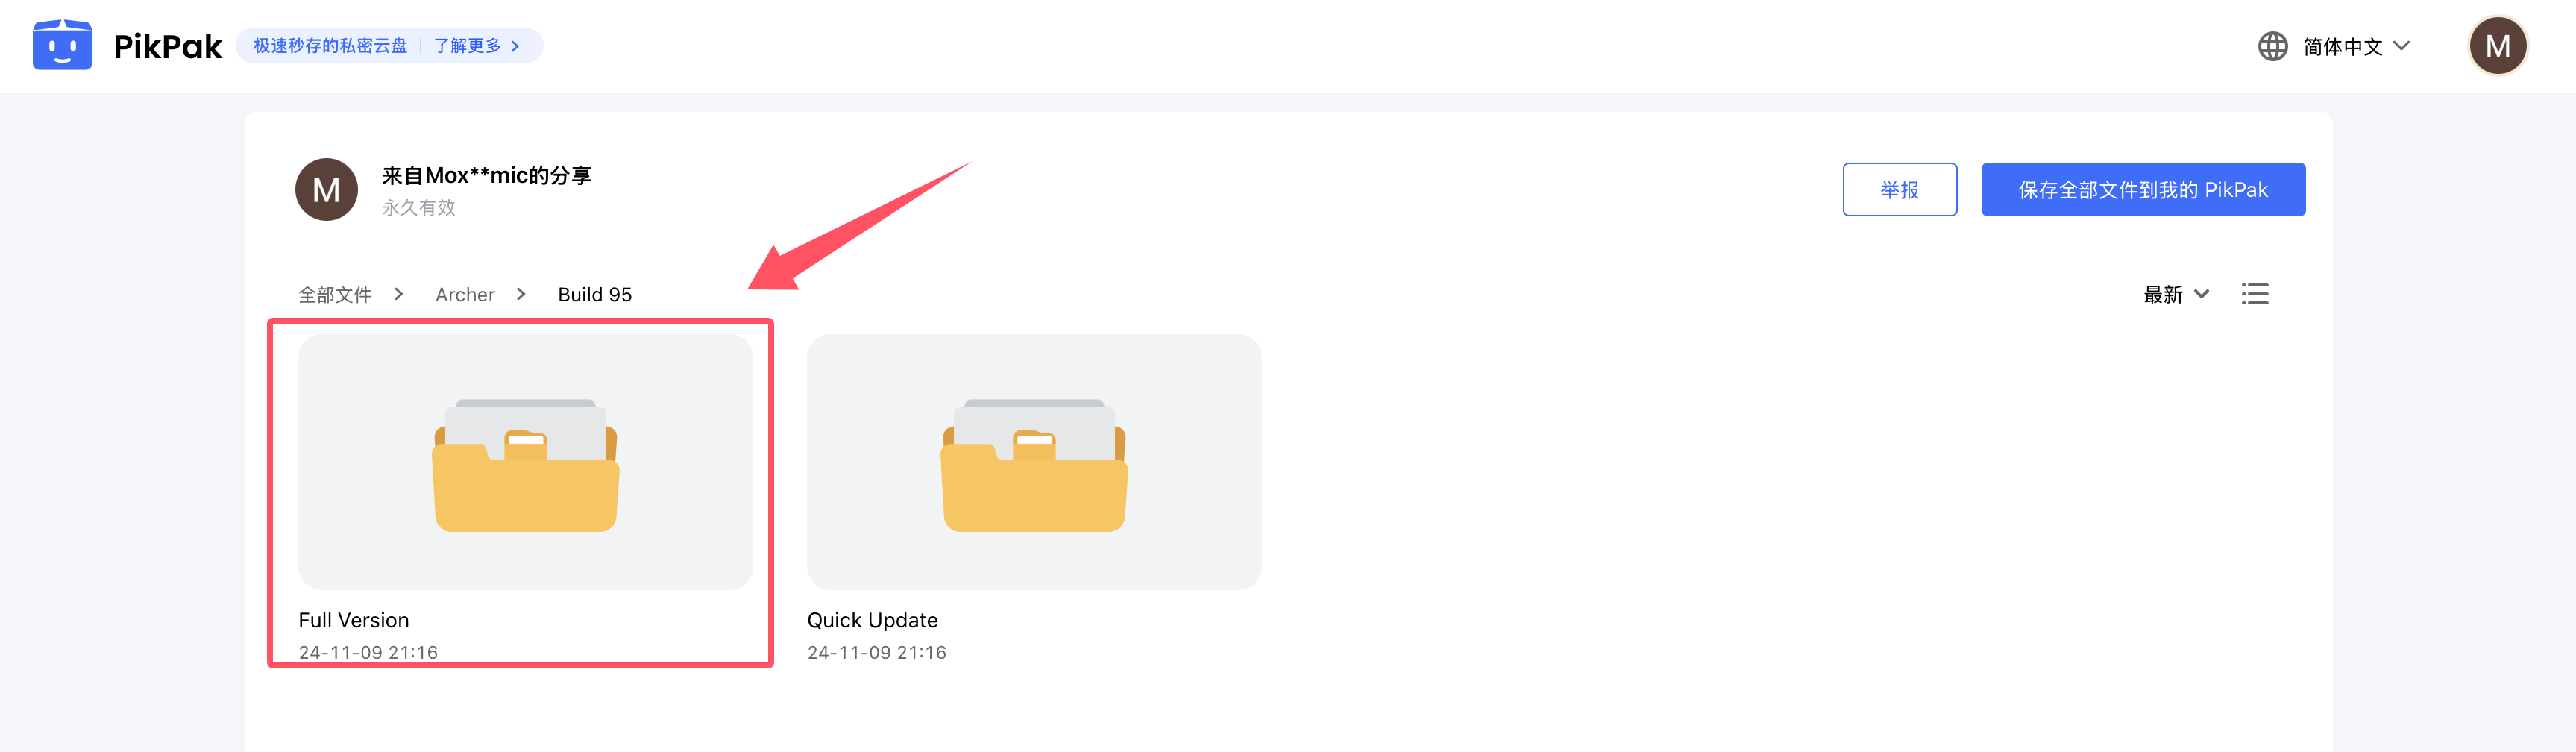 PikPak 极速秒存的私密云盘 | 了解更多 简体中文 M
M 来自Mox**mic的分享
永久有效
举报 保存全部文件到我的 PikPak
全部文件 > Archer > Build 95 最新
Full Version Quick Update
24-11-09 21:16 24-11-09 21:16